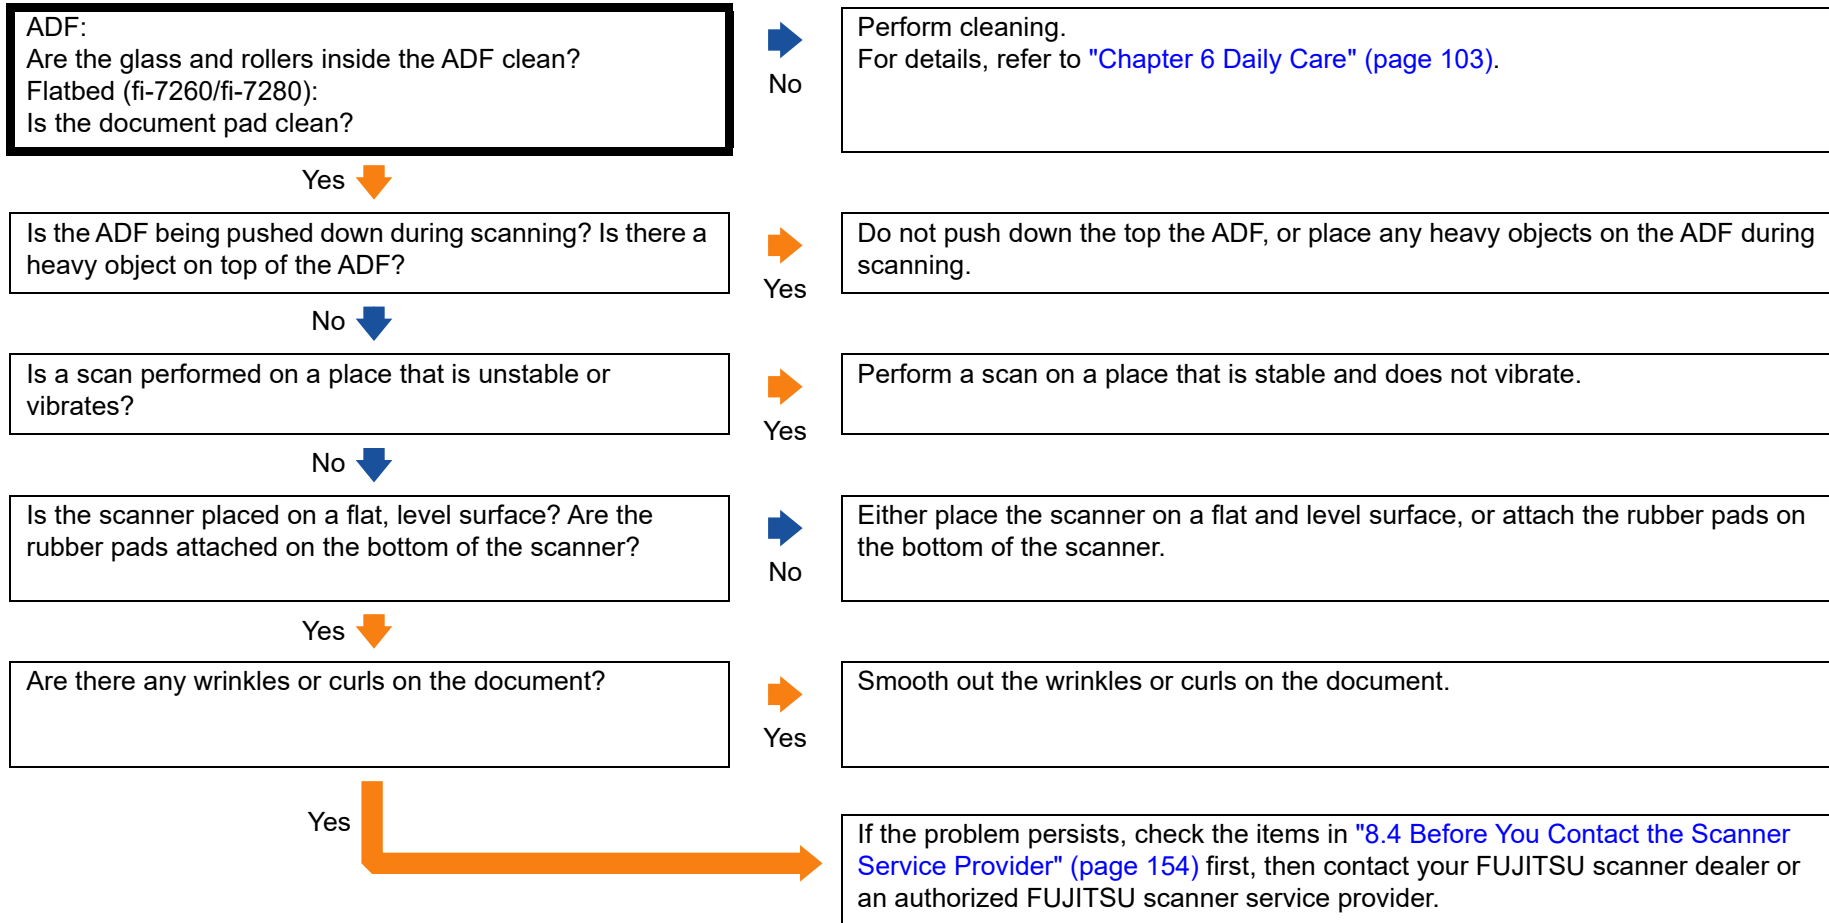 ADF:
Are the glass and rollers inside the ADF clean?
Flatbed (fi-7260/fi-7280):
Is the document pad clean?
No
Perform cleaning.
For details, refer to "Chapter 6 Daily Care" (page 103).
Yes
Is the ADF being pushed down during scanning? Is there a
heavy object on top of the ADF?
Yes
Do not push down the top the ADF, or place any heavy objects on the ADF during
scanning.
No
Is a scan performed on a place that is unstable or
vibrates?
Yes
Perform a scan on a place that is stable and does not vibrate.
No
Is the scanner placed on a flat, level surface? Are the
rubber pads attached on the bottom of the scanner?
No
Either place the scanner on a flat and level surface, or attach the rubber pads on
the bottom of the scanner.
Yes
Are there any wrinkles or curls on the document?
Yes
Smooth out the wrinkles or curls on the document.
Yes
If the problem persists, check the items in "8.4 Before You Contact the Scanner
Service Provider" (page 154) first, then contact your FUJITSU scanner dealer or
an authorized FUJITSU scanner service provider.